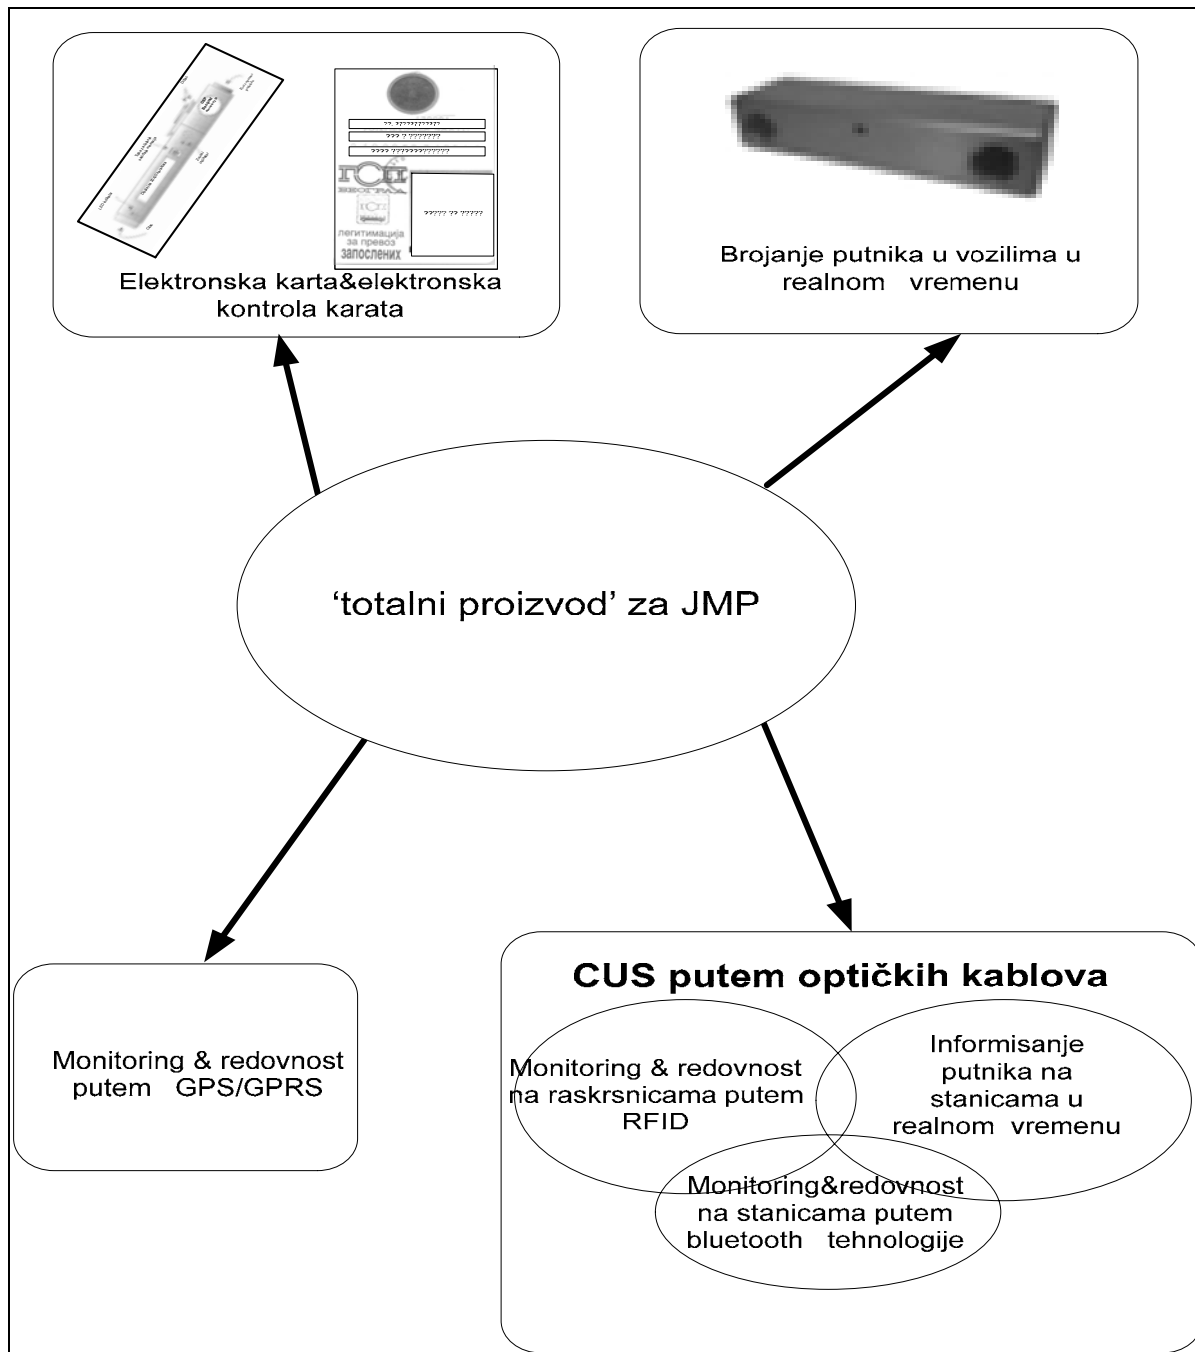 ??. ????????????
??? ? ???????
???? ?????????????
ГСП
БЕОГРАД
????? ?? ?????
легитимација
за превоз
запослених
Elektronska karta&elektronska
kontrola karata
Brojanje putnika u vozilima u
realnom vremenu
‘totalni proizvod’ za JMP
Monitoring & redovnost
putem GPS/GPRS
CUS putem optičkih kablova
Monitoring & redovnost
na raskrsnicama putem
RFID
Informisanje
putnika na
stanicama u
realnom vremenu
Monitoring&redovnost
na stanicama putem
bluetooth tehnologije